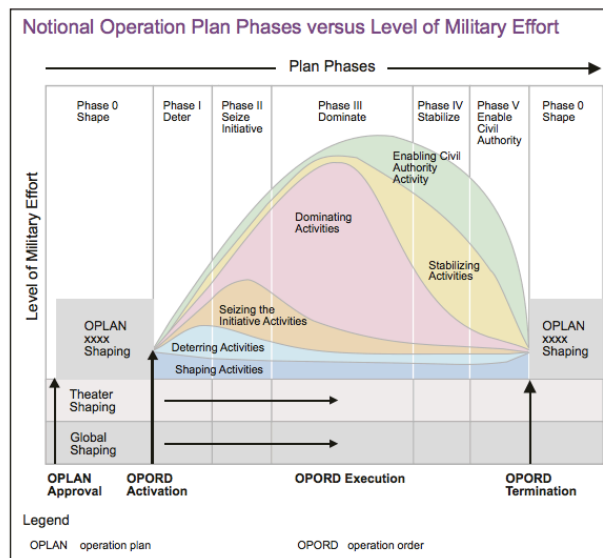 Notional Operation Plan Phases versus Level of Military Effort
Plan Phases
Phase 0
Shape
Phase I
Deter
Phase II
Seize
Initiative
Phase III
Dominate
Phase IV
Stabilize
Phase V
Enable
Civil
Authority
Phase 0
Shape
Level of Military Effort
Enabling Civil
Authority
Activity
Dominating
Activities
Stabilizing
Activities
Seizing the
Initiative Activities
Deterring Activities
Shaping Activities
OPLAN
xxxx
Shaping
OPLAN
xxxx
Shaping
Theater
Shaping
Global
Shaping
OPLAN
Approval
OPORD
Activation
OPORD Execution
OPORD
Termination
Legend
OPLAN operation plan
OPORD operation order